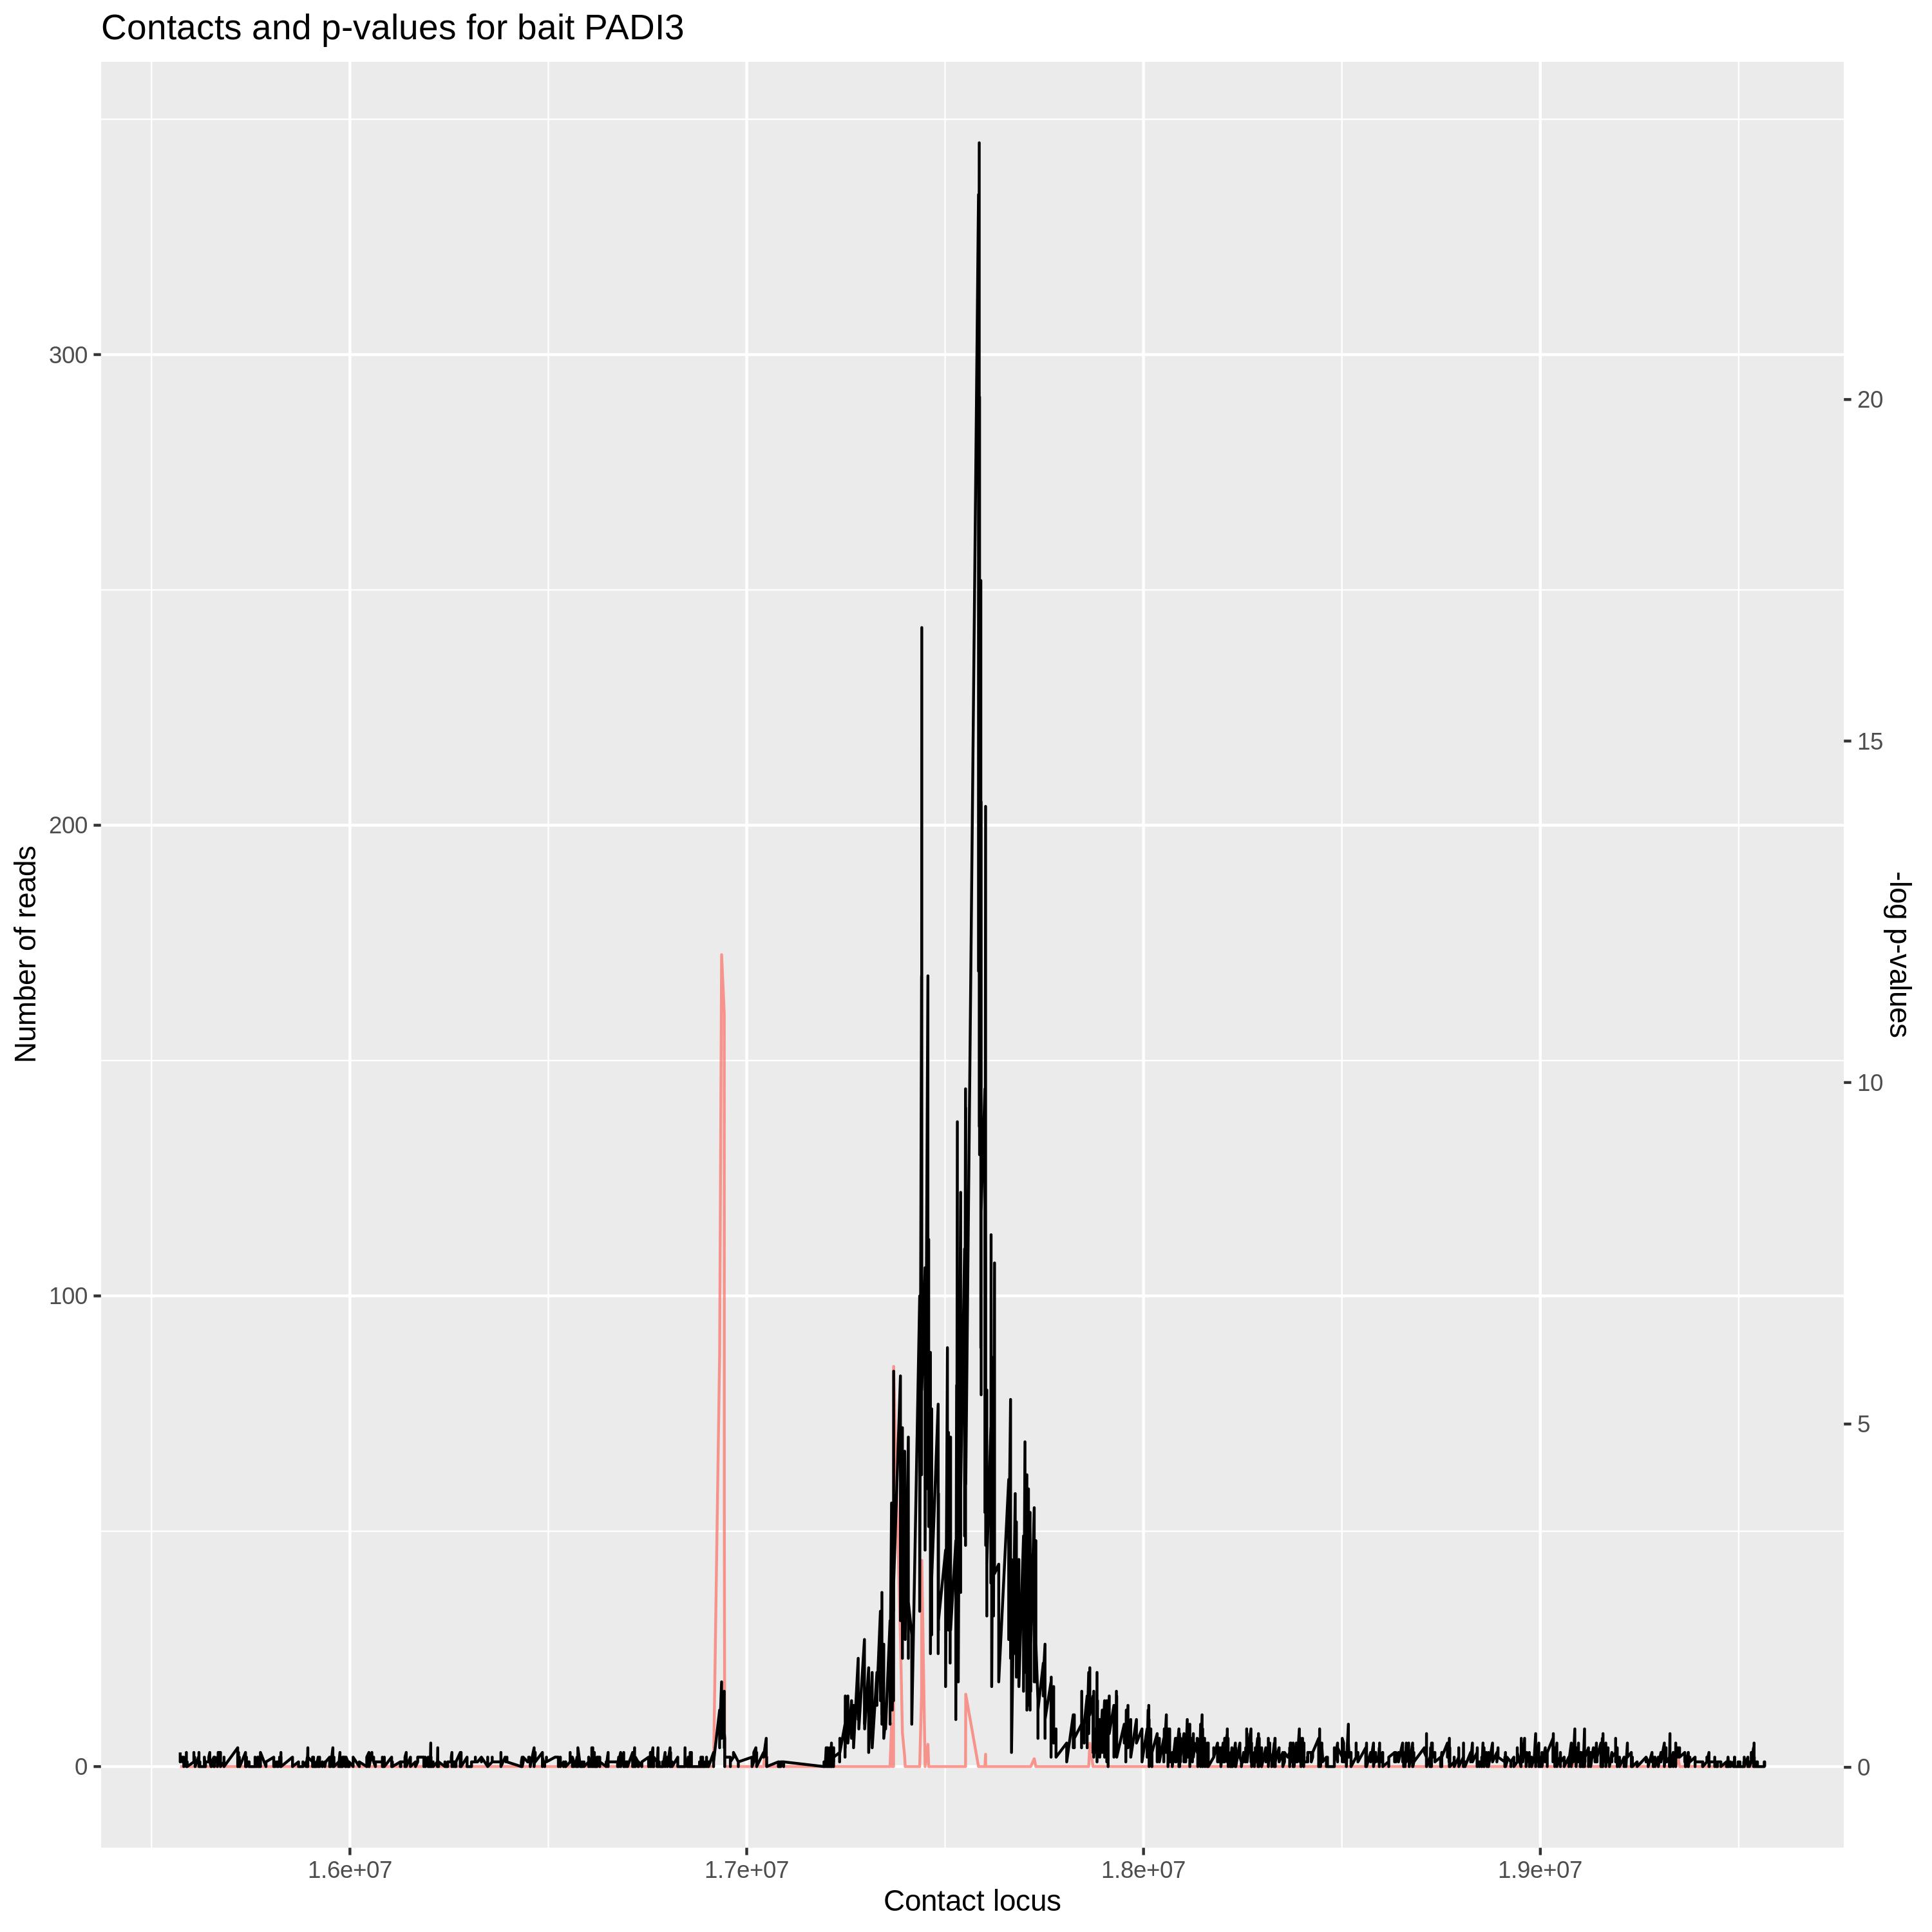 Contacts and p-values for bait PADI3
300
200
100
0
Number of reads
20
15
10
5
0
-log p-values
1.6e+07
1.7e+07
1.8e+07
1.9e+07
Contact locus